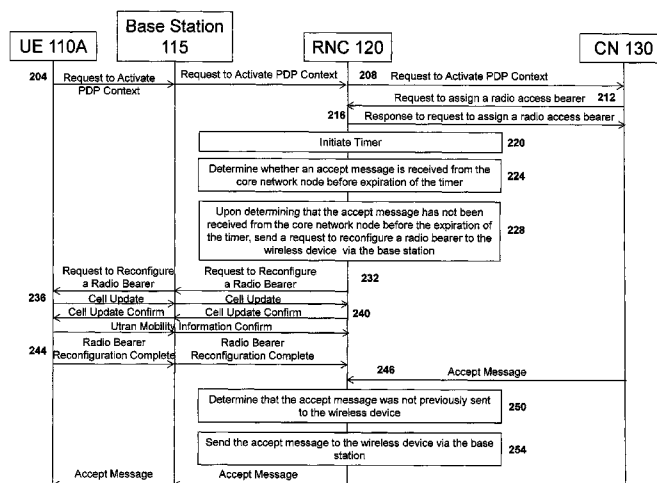 UE 110A
Base Station
115
RNC 120
CN 130
204
Request to Activate
PDP Context
Request to Activate PDP Context
208
Request to Activate PDP Context
Request to assign a radio access bearer
212
216
Response to request to assign a radio access bearer
Initiate Timer
220
Determine whether an accept message is received from the
core network node before expiration of the timer
224
Upon determining that the accept message has not been
received from the core network node before the expiration of
the timer, send a request to reconfigure a radio bearer to the
wireless device via the base station
228
Request to Reconfigure
a Radio Bearer
Request to Reconfigure
a Radio Bearer
232
236
Cell Update
Cell Update
Cell Update Confirm
Cell Update Confirm
240
Utran Mobility Information Confirm
244
Radio Bearer
Reconfiguration Complete
Radio Bearer
Reconfiguration Complete
246
Accept Message
Determine that the accept message was not previously sent
to the wireless device
250
Send the accept message to the wireless device via the base
station
254
Accept Message
Accept Message